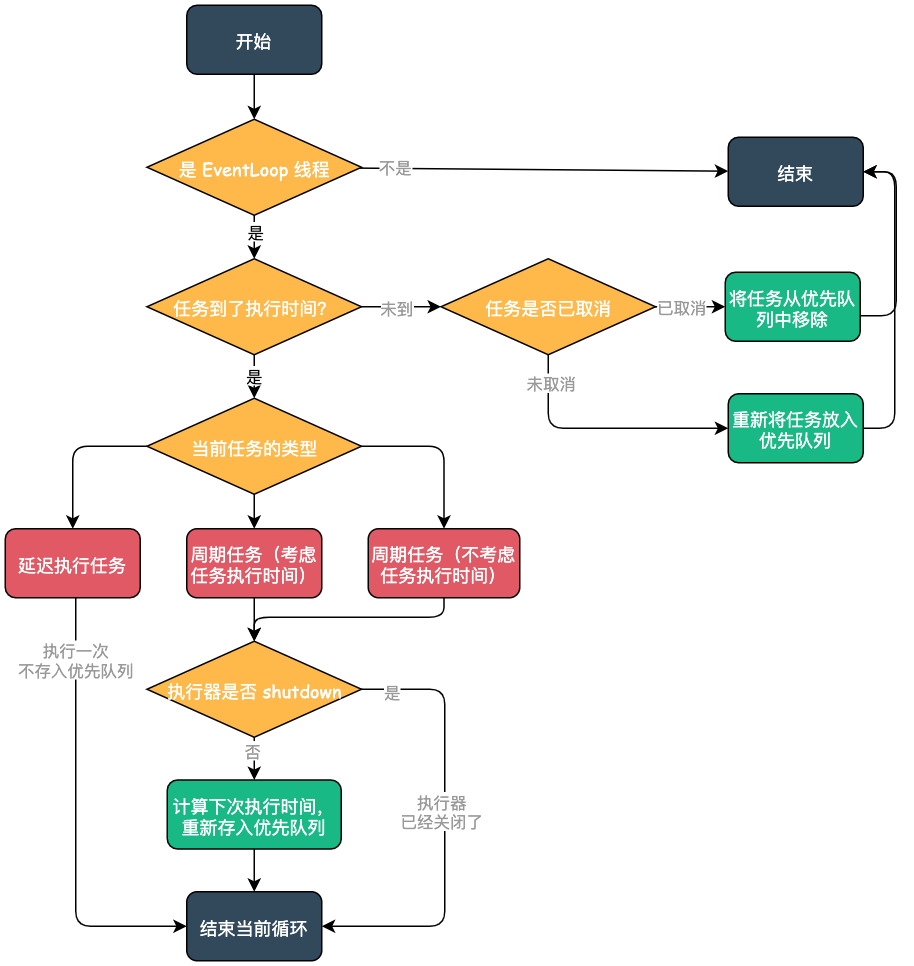 开始
是 EventLoop 线程
不是
结束
是
任务到了执行时间?
未到
任务是否已取消
已取消
将任务从优先队
列中移除
未取消
重新将任务放入
优先队列
是
当前任务的类型
延迟执行任务
周期任务（考虑
任务执行时间）
周期任务（不考虑
任务执行时间）
执行一次
不存入优先队列
执行器是否 shutdown
是
否
计算下次执行时间，
重新存入优先队列
执行器
已经关闭了
结束当前循环